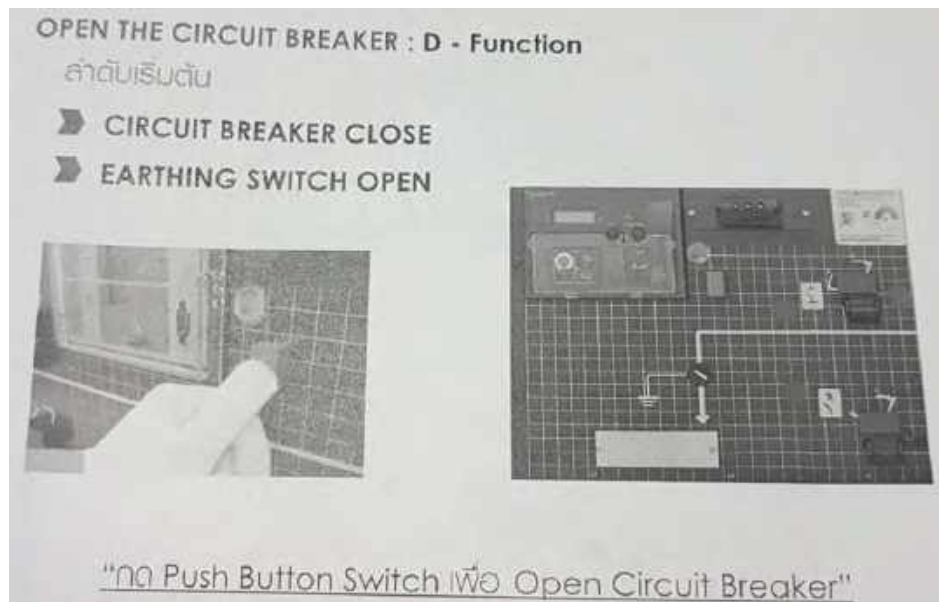 OPEN THE CIRCUIT BREAKER : D - Function
ลำดับเริ่มต้น
CIRCUIT BREAKER CLOSE
EARTHING SWITCH OPEN
"กด Push Button Switch เพื่อ Open Circuit Breaker"